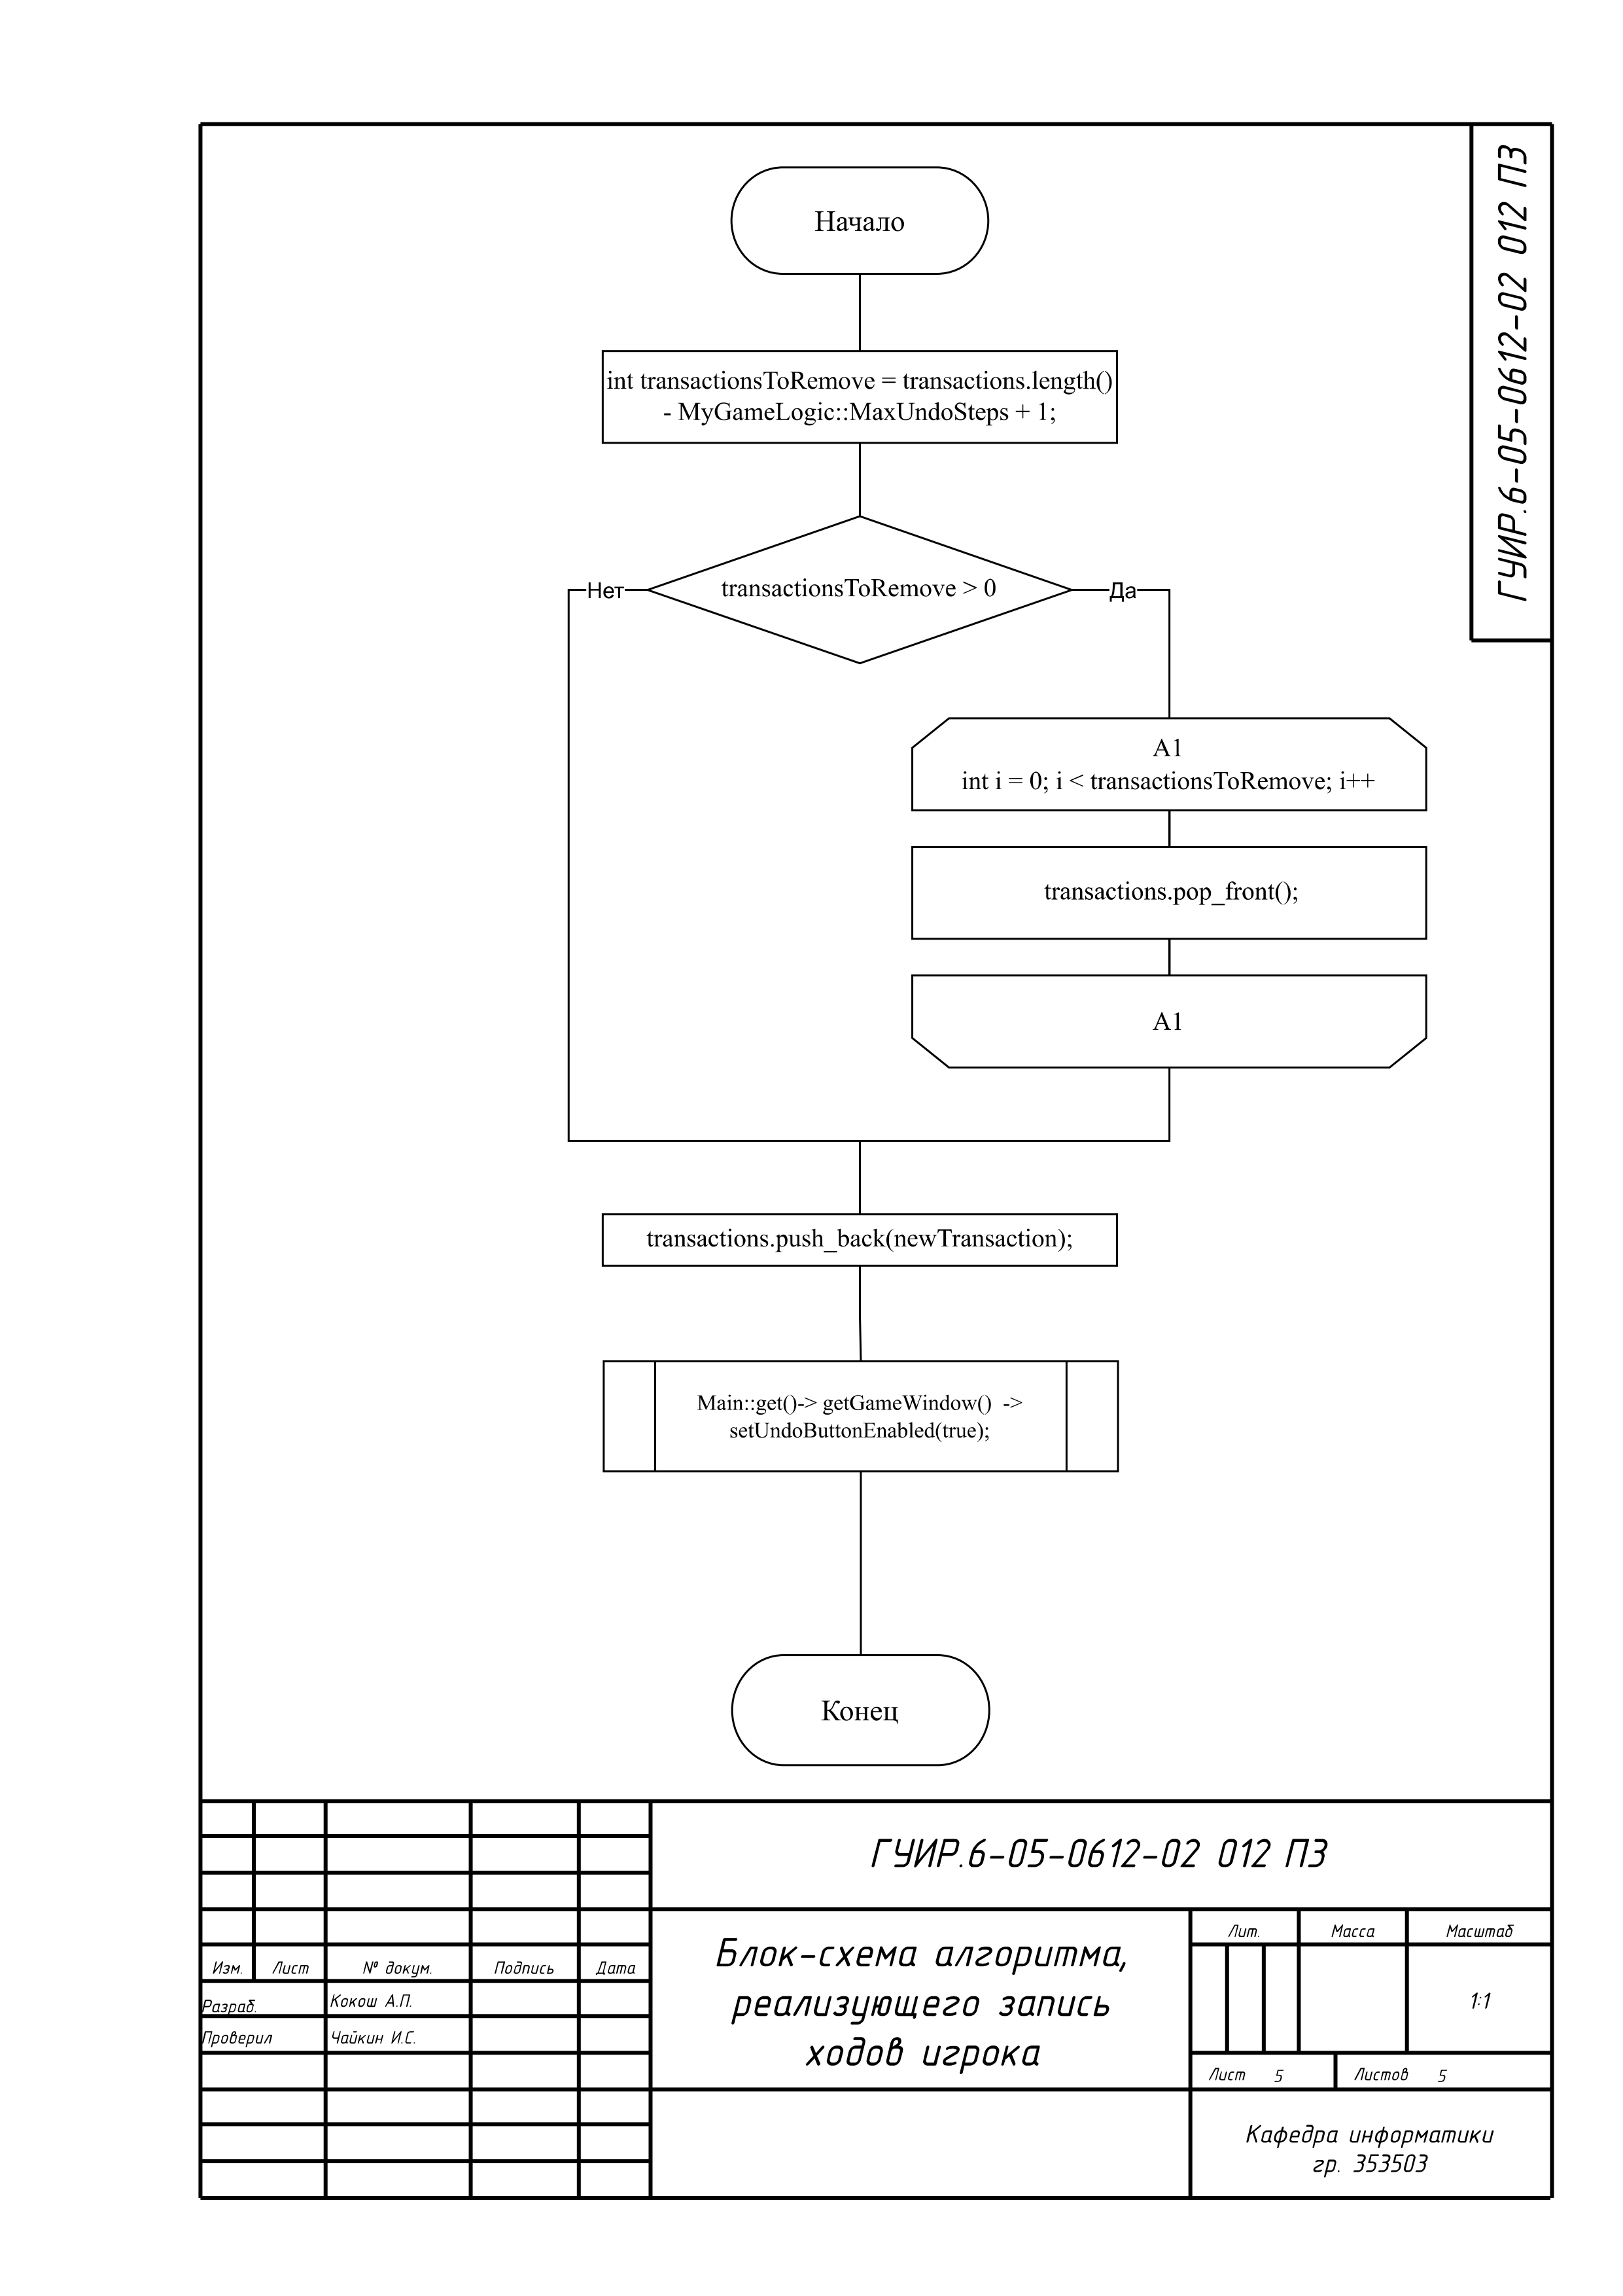 ГУИР.6-05-0612-02 012 ПЗ
Начало
int transactionsToRemove = transactions.length()
- MyGameLogic::MaxUndoSteps + 1;
transactionsToRemove > 0
Нет
Да
A1
int i = 0; i < transactionsToRemove; i++
transactions.pop_front();
A1
transactions.push_back(newTransaction);
Main::get()-> getGameWindow()  ->
setUndoButtonEnabled(true);
Конец
ГУИР.6-05-0612-02 012 ПЗ
Изм. Лист № докум. Подпись Дата
Разраб. Кокош А.П.
Проверил Чайкин И.С.
Блок-схема алгоритма,
реализующего запись
ходов игрока
Лит. Масса Масштаб
1:1
Лист 5 Листов 5
Кафедра информатики
гр. 353503